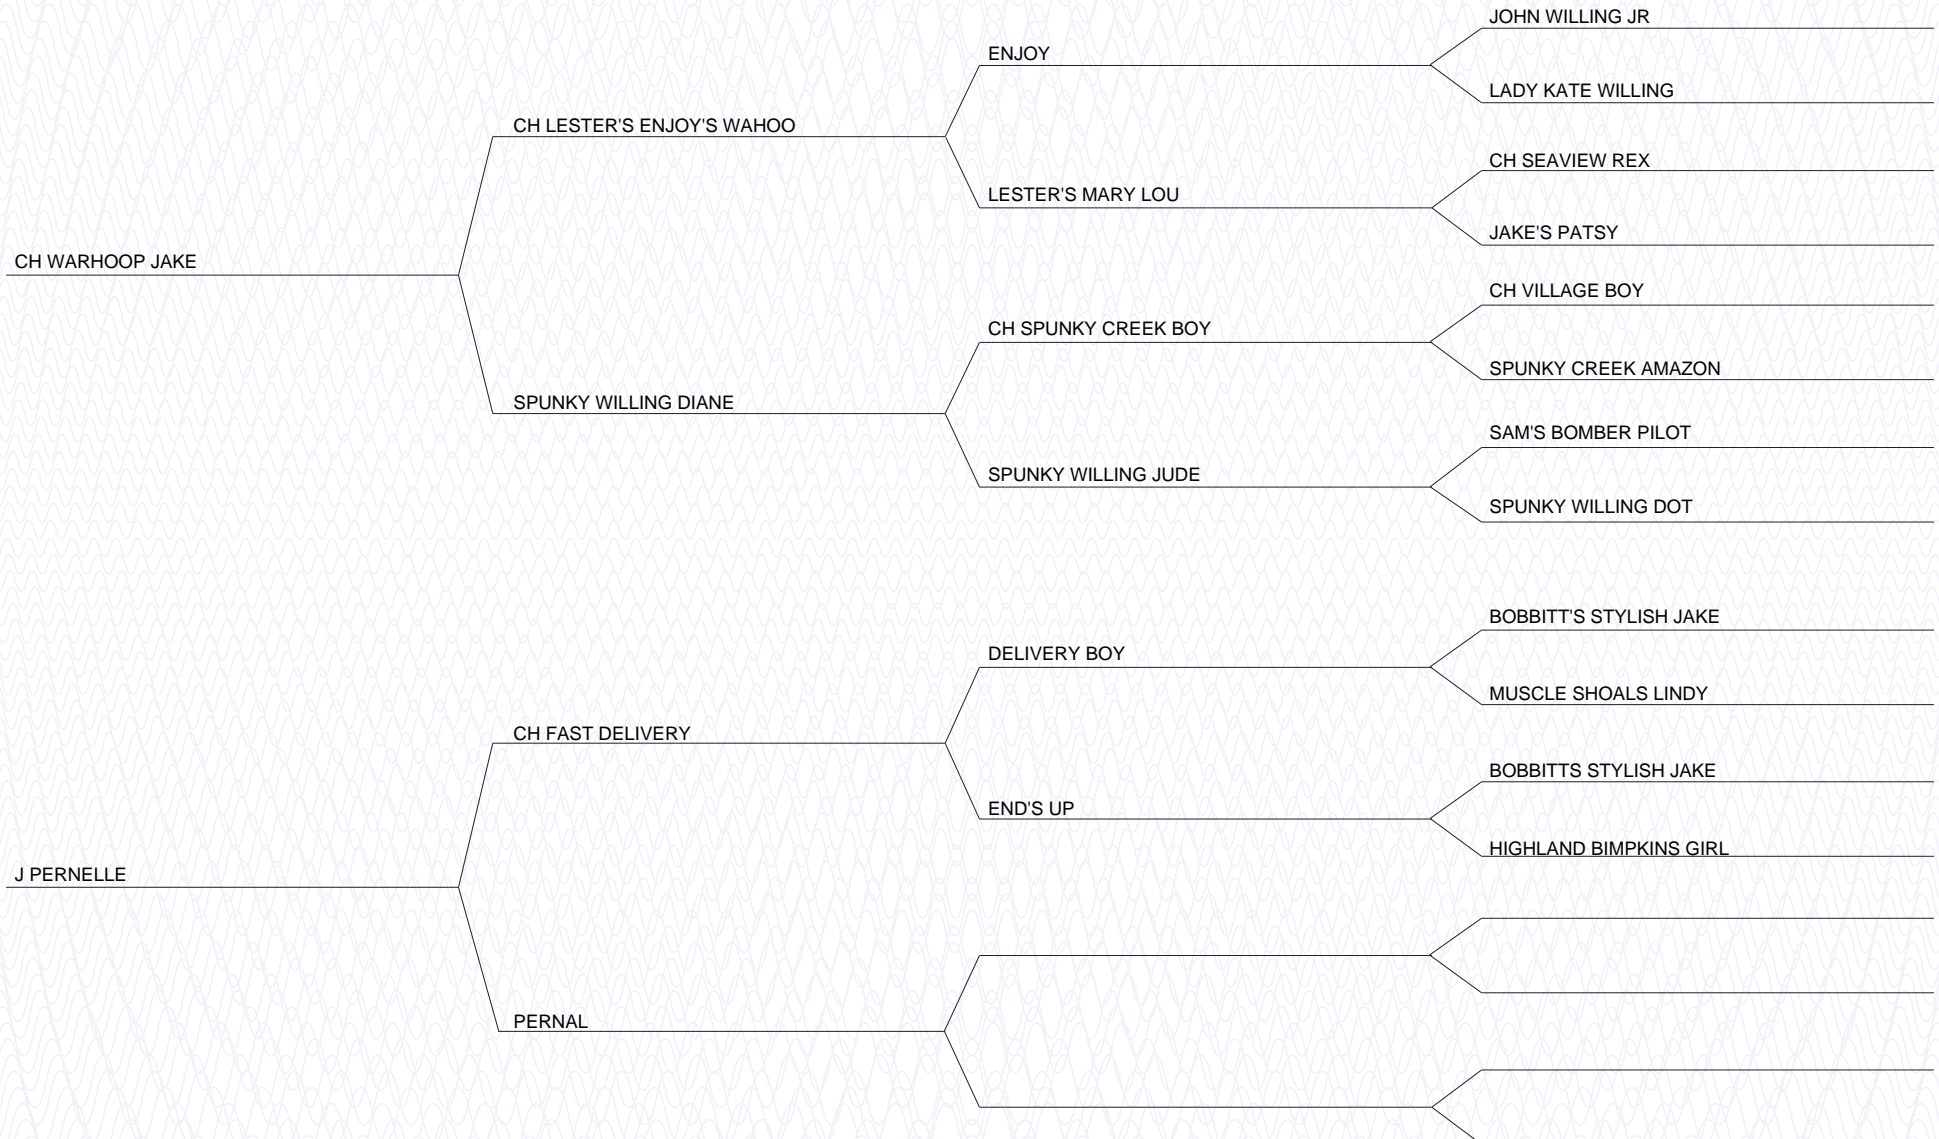 JOHN WILLING JR
ENJOY
LADY KATE WILLING
CH LESTER'S ENJOY'S WAHOO
CH SEAVIEW REX
LESTER'S MARY LOU
JAKE'S PATSY
CH WARHOOP JAKE
CH VILLAGE BOY
CH SPUNKY CREEK BOY
SPUNKY CREEK AMAZON
SPUNKY WILLING DIANE
SAM'S BOMBER PILOT
SPUNKY WILLING JUDE
SPUNKY WILLING DOT
BOBBITT'S STYLISH JAKE
DELIVERY BOY
MUSCLE SHOALS LINDY
CH FAST DELIVERY
BOBBITTS STYLISH JAKE
END'S UP
HIGHLAND BIMPKINS GIRL
J PERNELLE
PERNAL